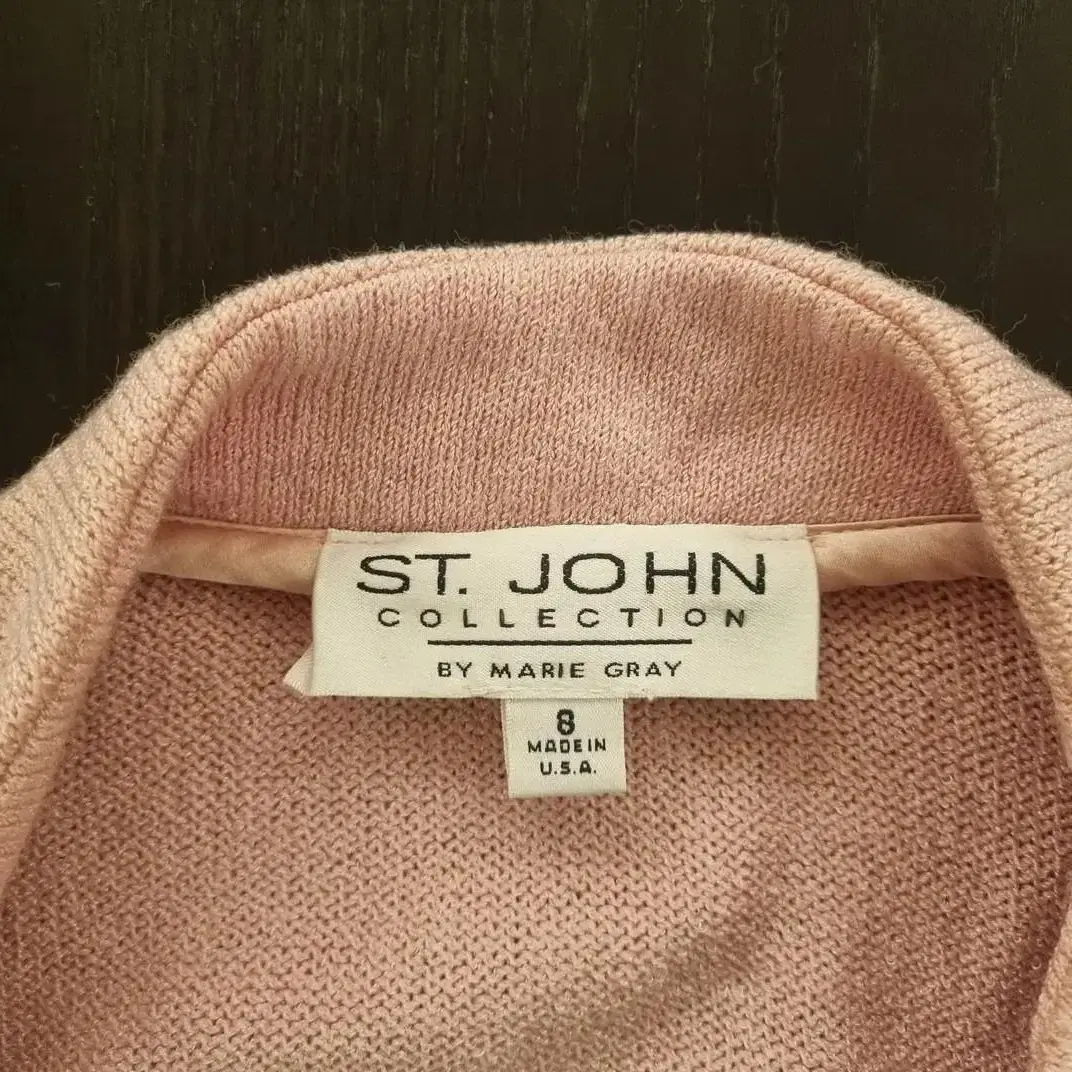 ST. JOHN
COLLECTION
BY MARIE GRAY
8
MADE IN
U.S.A.